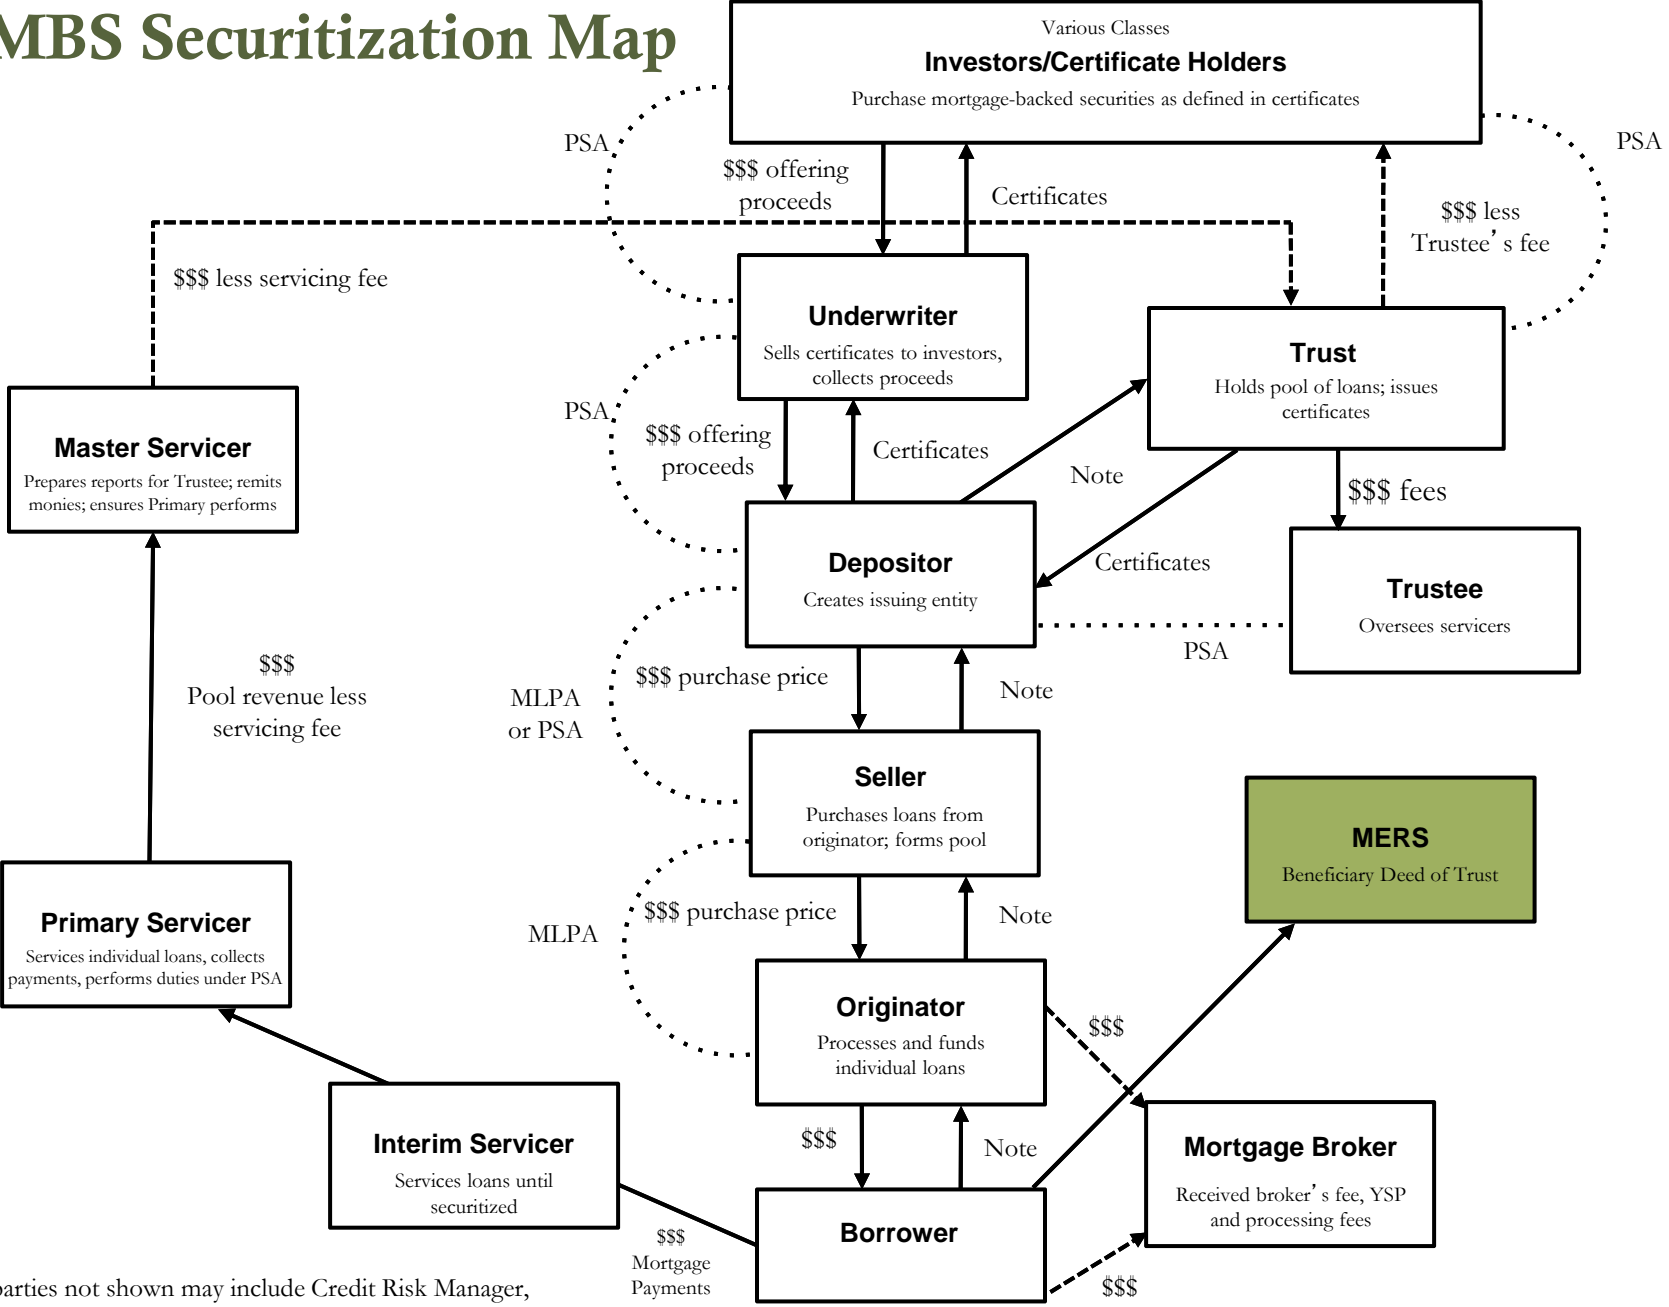 MBS Securitization Map
Various Classes
Investors/Certificate Holders
Purchase mortgage-backed securities as defined in certificates
PSA
PSA
$$$ offering
proceeds
Certificates
$$$ less
Trustee’s fee
$$$ less servicing fee
Underwriter
Sells certificates to investors,
collects proceeds
Trust
Holds pool of loans; issues
certificates
PSA
$$$ offering
proceeds
Certificates
Note
$$$ fees
Master Servicer
Prepares reports for Trustee; remits
monies; ensures Primary performs
Depositor
Creates issuing entity
Certificates
Trustee
Oversees servicers
PSA
$$$
Pool revenue less
servicing fee
MLPA
or PSA
$$$ purchase price
Note
Seller
Purchases loans from
originator; forms pool
MERS
Beneficiary Deed of Trust
Primary Servicer
Services individual loans, collects
payments, performs duties under PSA
MLPA
$$$ purchase price
Note
Originator
Processes and funds
individual loans
$$$
Interim Servicer
Services loans until
securitized
$$$
Note
Mortgage Broker
Received broker’s fee, YSP
and processing fees
Borrower
$$$
Mortgage
Payments
$$$
parties not shown may include Credit Risk Manager,